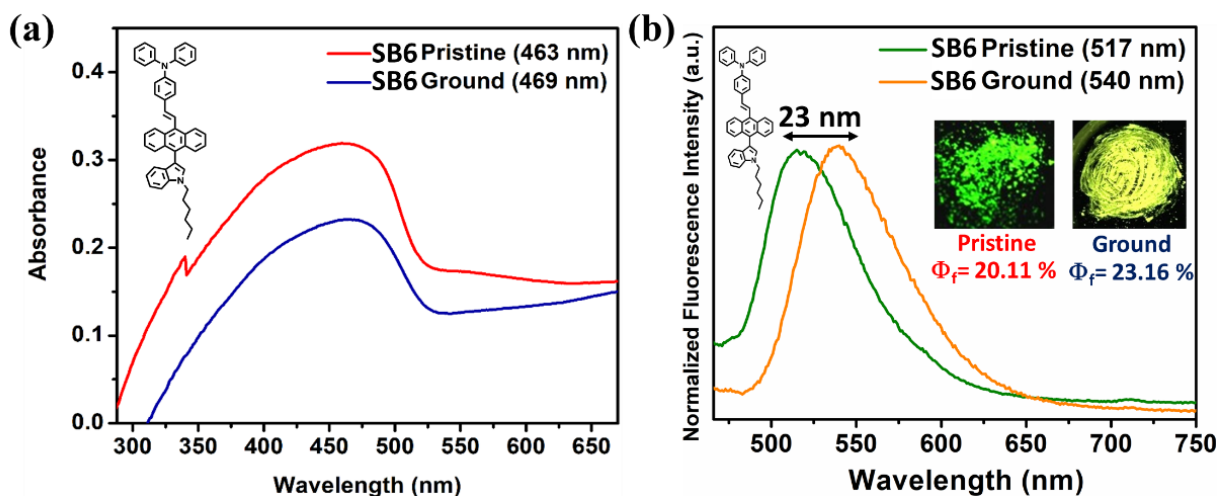 (a)
SB6 Pristine (463 nm)
SB6 Ground (469 nm)
N
N
Absorbance
0.4
0.3
0.2
0.1
0.0
300 350 400 450 500 550 600 650
Wavelength (nm)
(b)
SB6 Pristine (517 nm)
SB6 Ground (540 nm)
N
N
23 nm
Pristine
Φf= 20.11 %
Ground
Φf= 23.16 %
Normalized Fluorescence Intensity (a.u.)
500 550 600 650 700 750
Wavelength (nm)